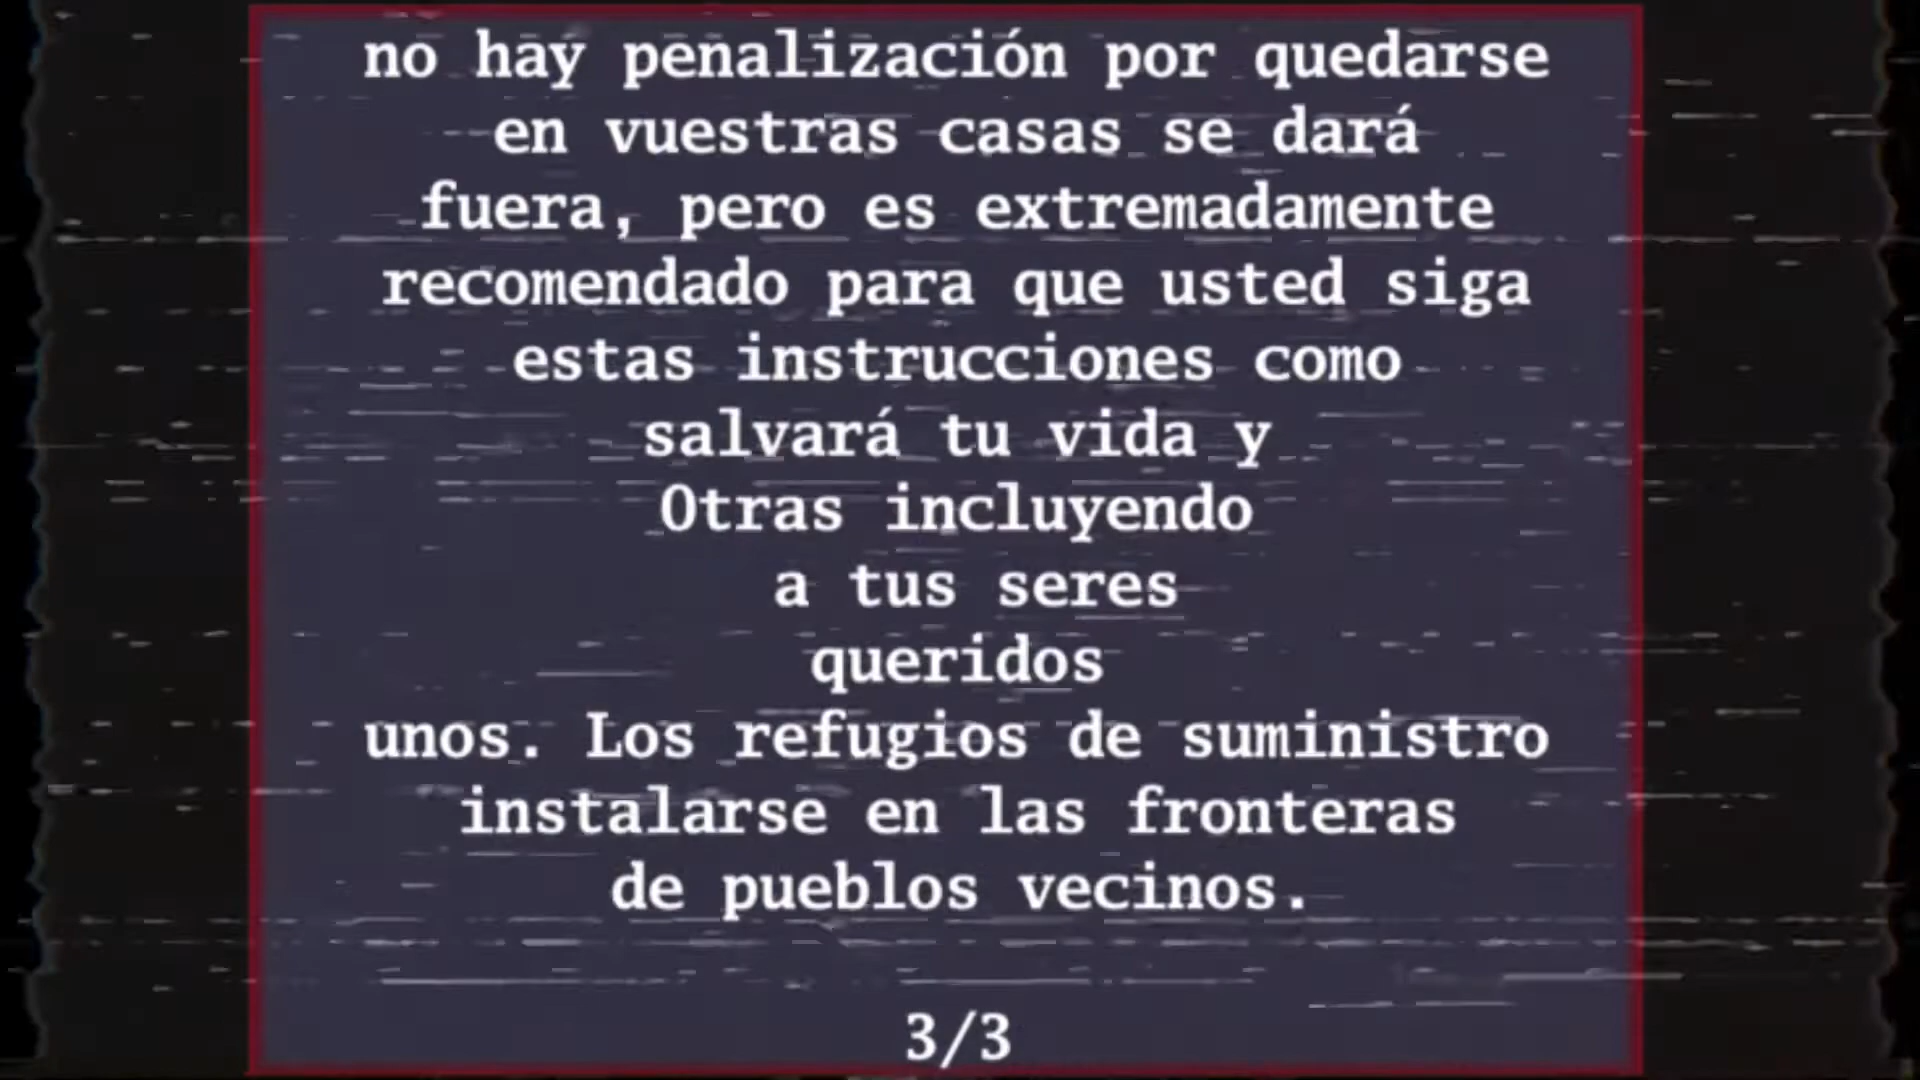 no hay penalización por quedarse
en vuestras casas se dará
fuera, pero es extremadamente
recomendado para que usted siga
estas instrucciones como
salvará tu vida y
Otras incluyendo
a tus seres
queridos
unos. Los refugios de suministro
instalarse en las fronteras
de pueblos vecinos.
3/3